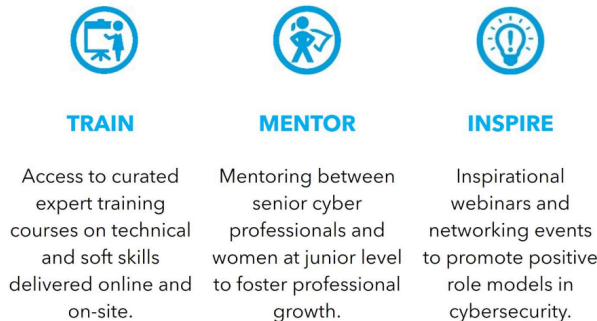 TRAIN
Access to curated
expert training
courses on technical
and soft skills
delivered online and
on-site.
MENTOR
Mentoring between
senior cyber
professionals and
women at junior level
to foster professional
growth.
INSPIRE
Inspirational
webinars and
networking events
to promote positive
role models in
cybersecurity.